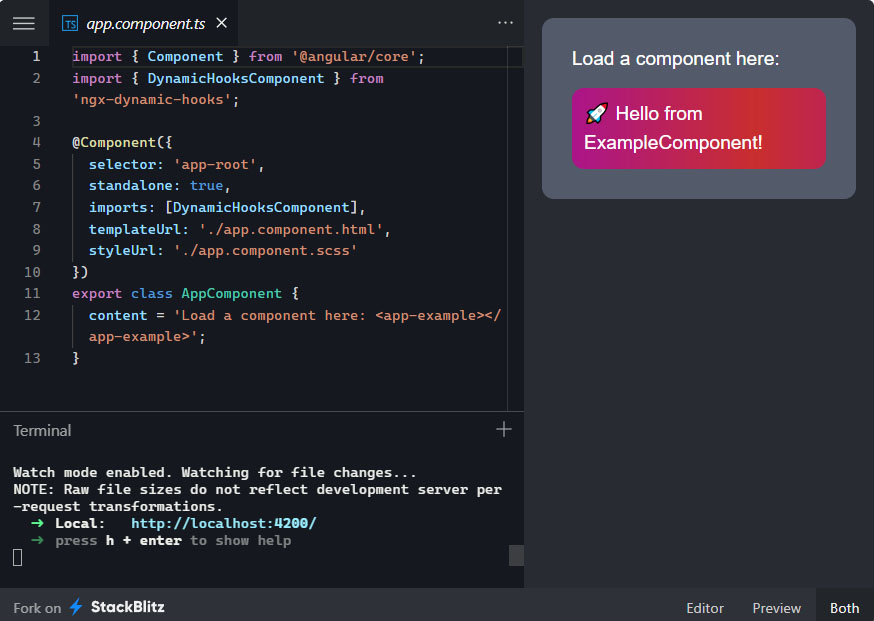 TS app.component.ts
1 import { Component } from '@angular/core';
2 import { DynamicHooksComponent } from
'ngx-dynamic-hooks';
3
4 @Component({
5 selector: 'app-root',
6 standalone: true,
7 imports: [DynamicHooksComponent],
8 templateUrl: './app.component.html',
9 styleUrl: './app.component.scss'
10 })
11 export class AppComponent {
12 content = 'Load a component here: <app-example></
app-example>';
13 }
Terminal
Watch mode enabled. Watching for file changes...
NOTE: Raw file sizes do not reflect development server per
-request transformations.
➜ Local: http://localhost:4200/
➜ press h + enter to show help
Load a component here:
🚀 Hello from
ExampleComponent!
Fork on ⚡ StackBlitz
Editor Preview Both